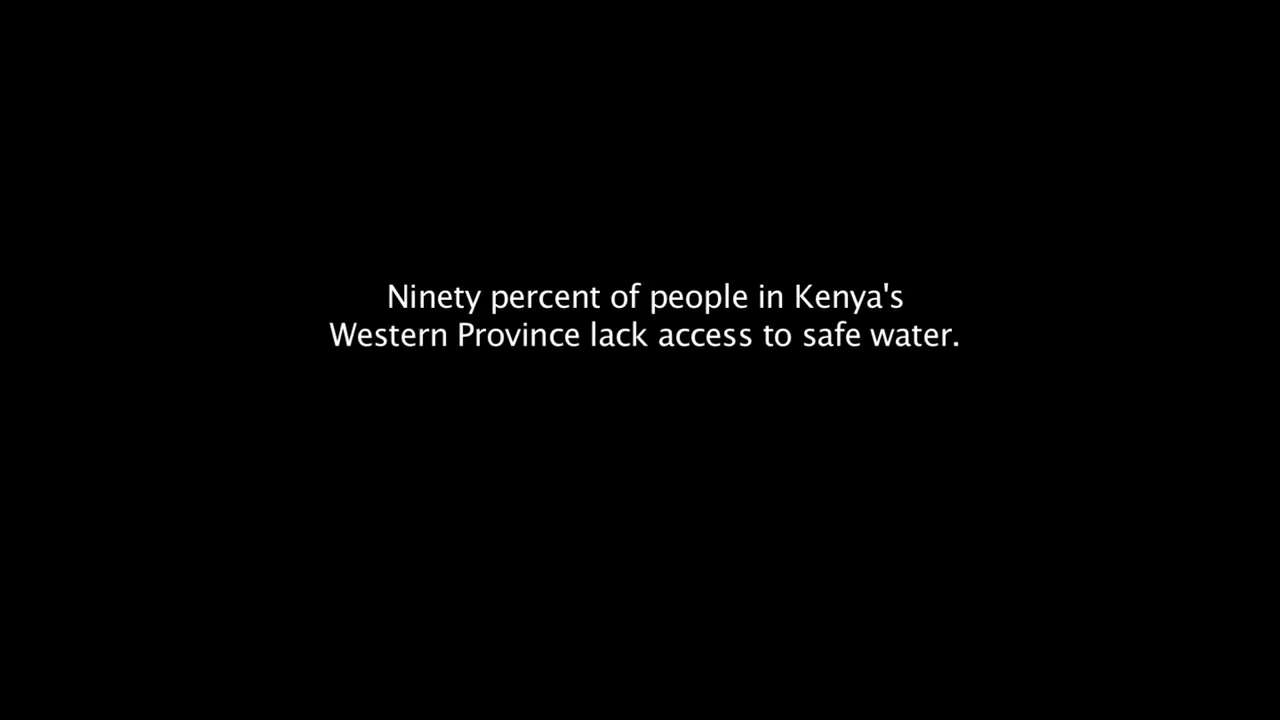 Ninety percent of people in Kenya's
Western Province lack access to safe water.